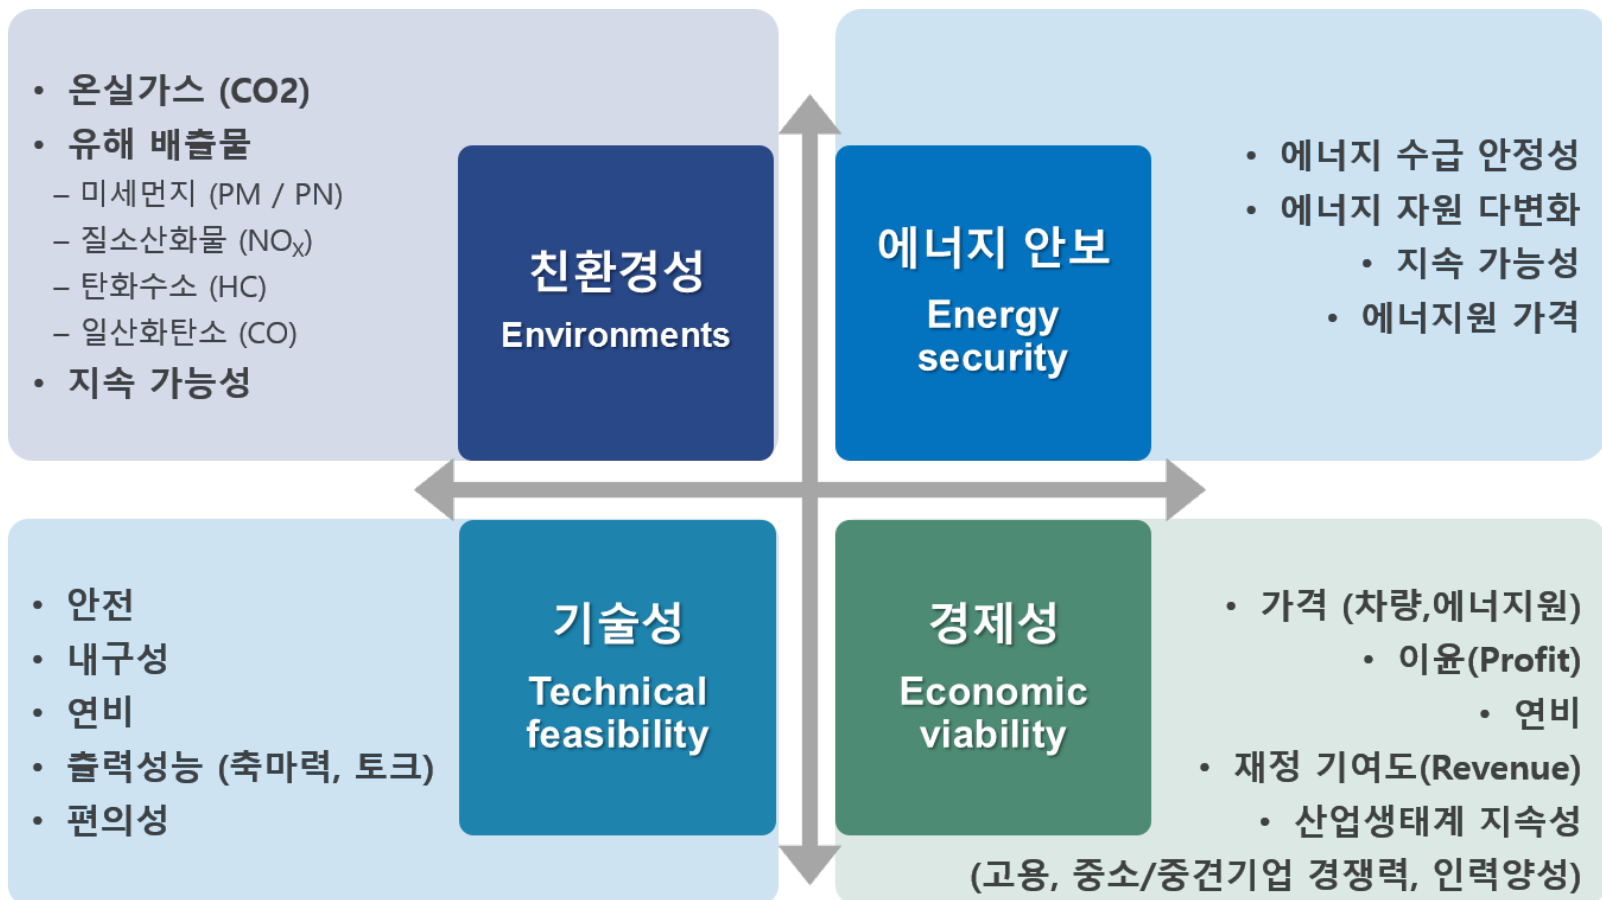 • 온실가스 (CO2)
• 유해 배출물
– 미세먼지 (PM / PN)
– 질소산화물 (NOX)
– 탄화수소 (HC)
– 일산화탄소 (CO)
• 지속 가능성
친환경성
Environments
에너지 안보
Energy
security
• 에너지 수급 안정성
• 에너지 자원 다변화
• 지속 가능성
• 에너지원 가격
• 안전
• 내구성
• 연비
• 출력성능 (축마력, 토크)
• 편의성
기술성
Technical
feasibility
경제성
Economic
viability
• 가격 (차량,에너지원)
• 이윤(Profit)
• 연비
• 재정 기여도(Revenue)
• 산업생태계 지속성
(고용, 중소/중견기업 경쟁력, 인력양성)